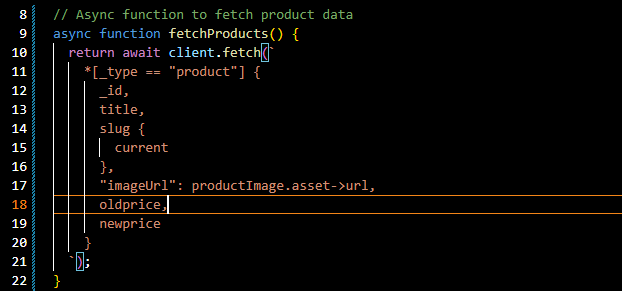 8 // Async function to fetch product data
9 async function fetchProducts() {
10 return await client.fetch(`
11 *[_type == "product"] {
12 _id,
13 title,
14 slug {
15 current
16 },
17 "imageUrl": productImage.asset->url,
18 oldprice,
19 newprice
20 }
21 `);
22 }